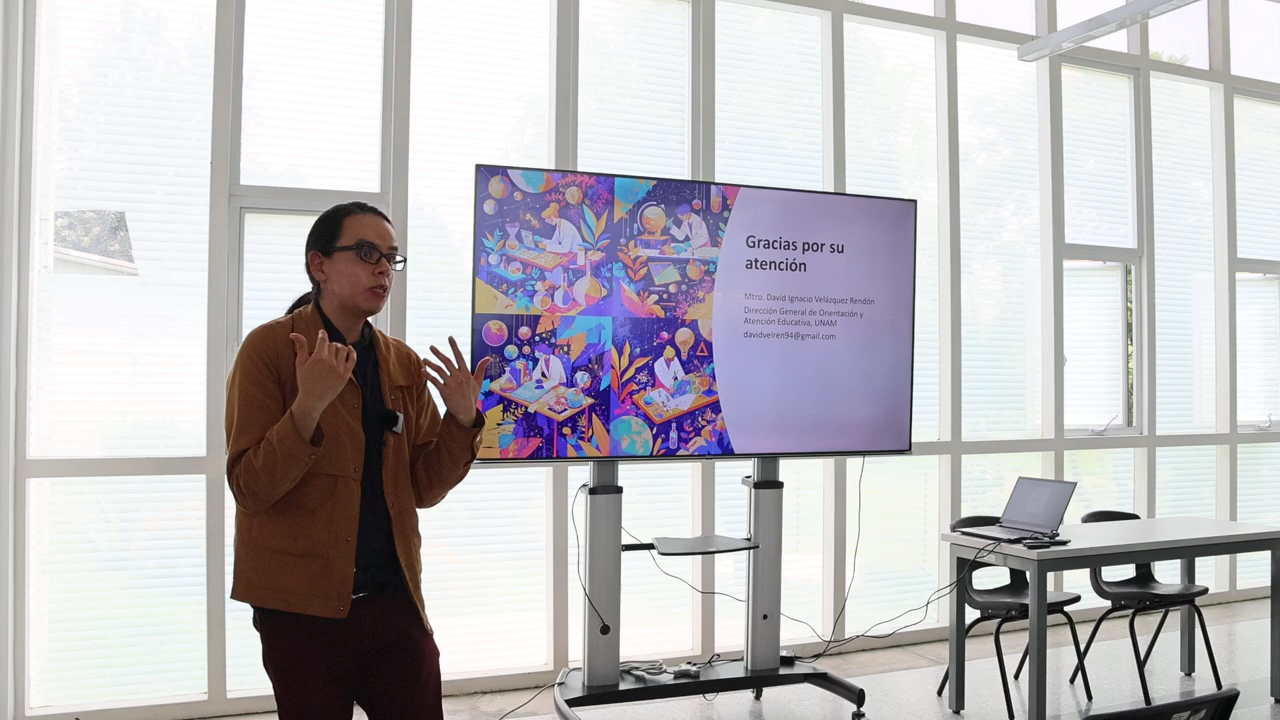 Gracias por su
atención
Mtro. David Ignacio Velázquez Rendón
Dirección General de Orientación y
Atención Educativa, UNAM
davidvelren94@gmail.com